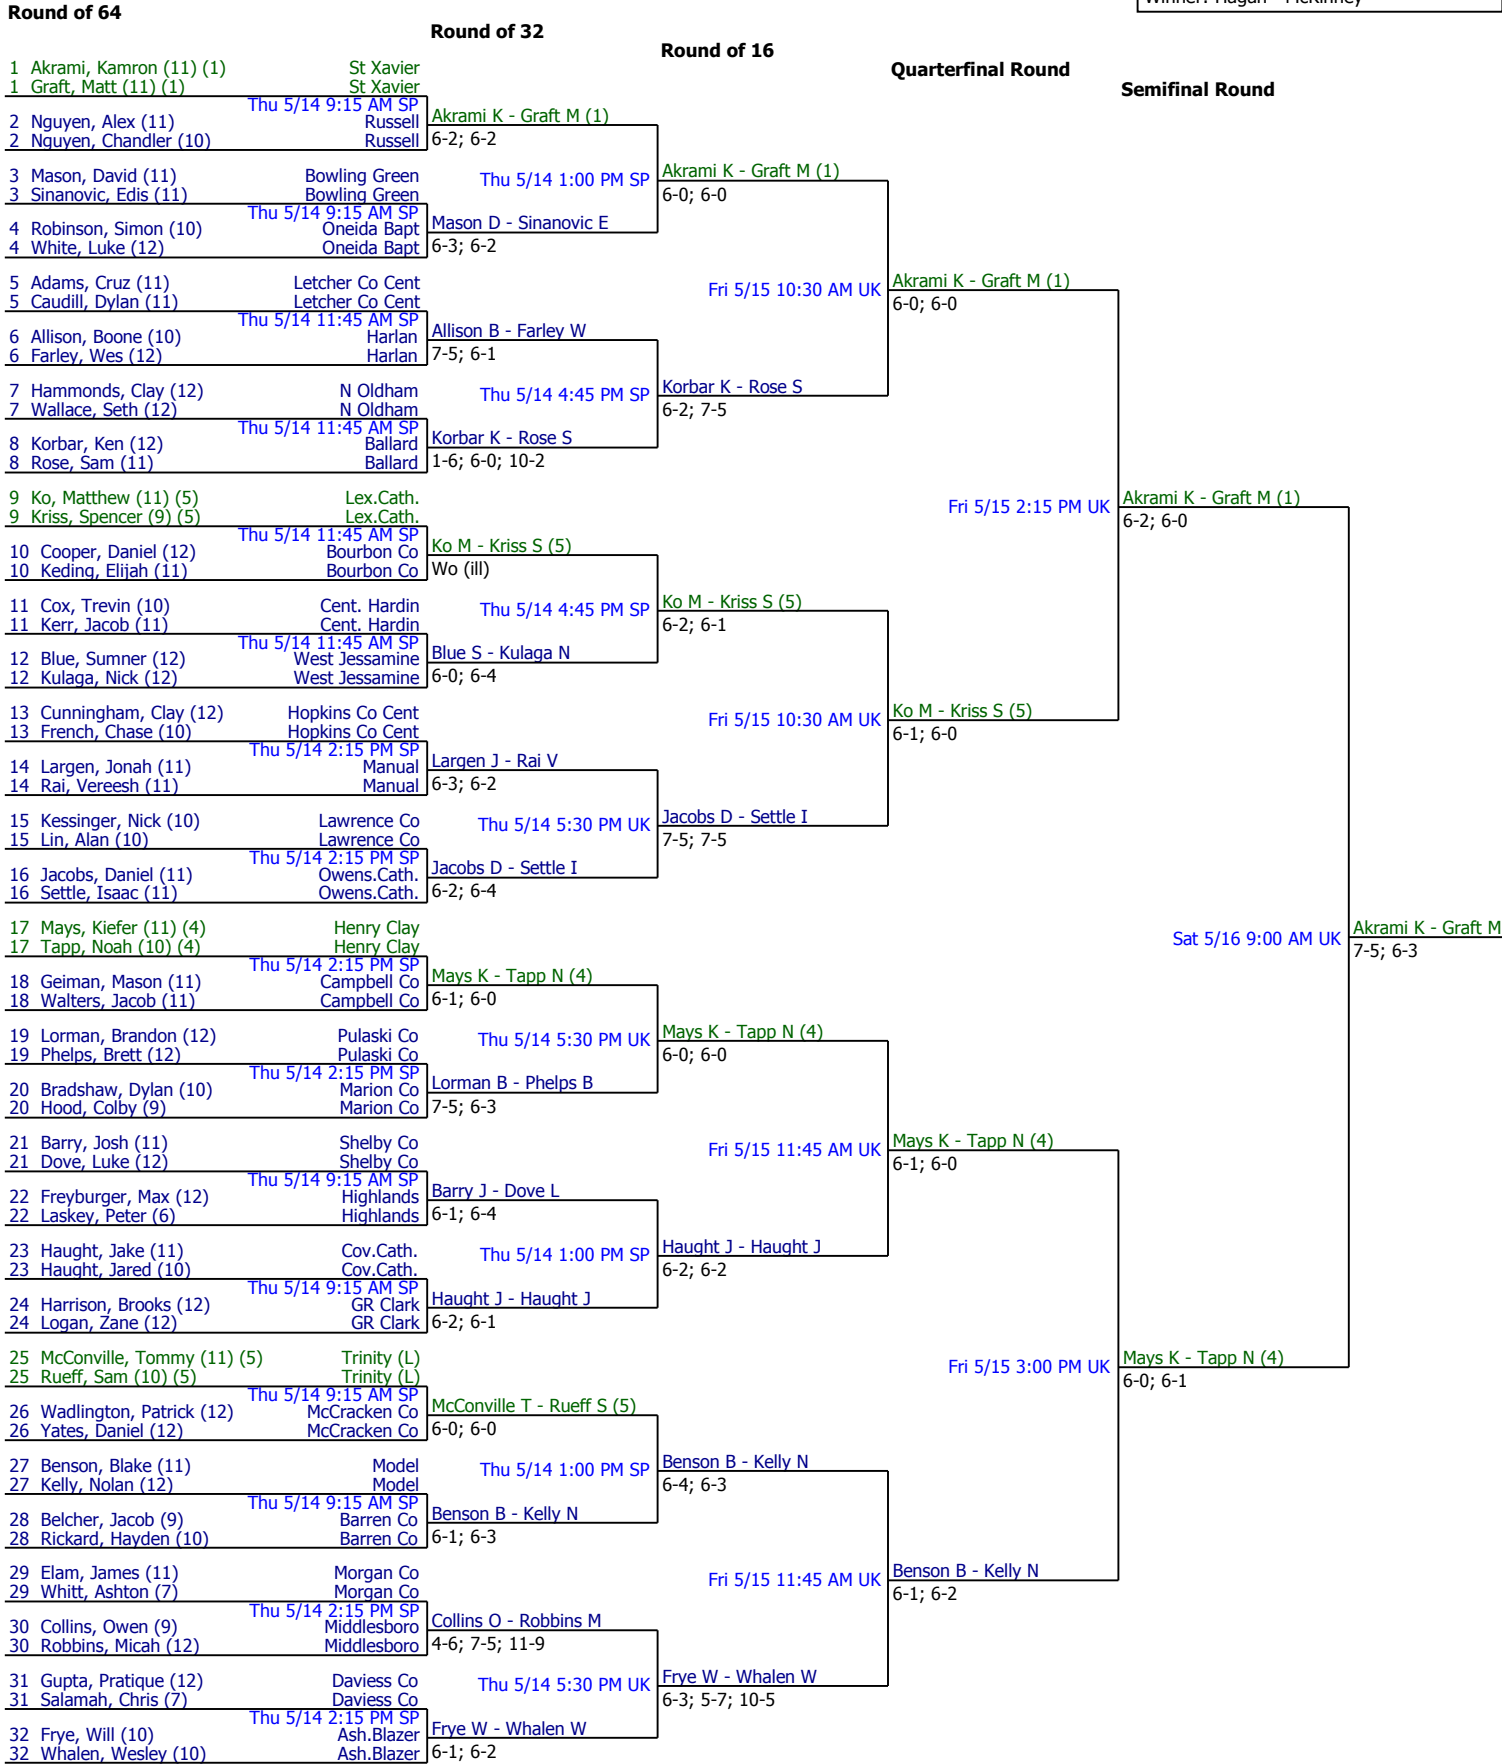 Winner: Hagan - McKinney
Round of 64
Round of 32
Round of 16
Quarterfinal Round
Semifinal Round
1 Akrami, Kamron (11) (1) St Xavier
1 Graft, Matt (11) (1) St Xavier
Thu 5/14 9:15 AM SP
2 Nguyen, Alex (11) Russell
2 Nguyen, Chandler (10) Russell
3 Mason, David (11) Bowling Green
3 Sinanovic, Edis (11) Bowling Green
Thu 5/14 9:15 AM SP
4 Robinson, Simon (10) Oneida Bapt
4 White, Luke (12) Oneida Bapt
5 Adams, Cruz (11) Letcher Co Cent
5 Caudill, Dylan (11) Letcher Co Cent
Thu 5/14 11:45 AM SP
6 Allison, Boone (10) Harlan
6 Farley, Wes (12) Harlan
7 Hammonds, Clay (12) N Oldham
7 Wallace, Seth (12) N Oldham
Thu 5/14 11:45 AM SP
8 Korbar, Ken (12) Ballard
8 Rose, Sam (11) Ballard
9 Ko, Matthew (11) (5) Lex.Cath.
9 Kriss, Spencer (9) (5) Lex.Cath.
Thu 5/14 11:45 AM SP
10 Cooper, Daniel (12) Bourbon Co
10 Keding, Elijah (11) Bourbon Co
11 Cox, Trevin (10) Cent. Hardin
11 Kerr, Jacob (11) Cent. Hardin
Thu 5/14 11:45 AM SP
12 Blue, Sumner (12) West Jessamine
12 Kulaga, Nick (12) West Jessamine
13 Cunningham, Clay (12) Hopkins Co Cent
13 French, Chase (10) Hopkins Co Cent
Thu 5/14 2:15 PM SP
14 Largen, Jonah (11) Manual
14 Rai, Vereesh (11) Manual
15 Kessinger, Nick (10) Lawrence Co
15 Lin, Alan (10) Lawrence Co
Thu 5/14 2:15 PM SP
16 Jacobs, Daniel (11) Owens.Cath.
16 Settle, Isaac (11) Owens.Cath.
17 Mays, Kiefer (11) (4) Henry Clay
17 Tapp, Noah (10) (4) Henry Clay
Thu 5/14 2:15 PM SP
18 Geiman, Mason (11) Campbell Co
18 Walters, Jacob (11) Campbell Co
19 Lorman, Brandon (12) Pulaski Co
19 Phelps, Brett (12) Pulaski Co
Thu 5/14 2:15 PM SP
20 Bradshaw, Dylan (10) Marion Co
20 Hood, Colby (9) Marion Co
21 Barry, Josh (11) Shelby Co
21 Dove, Luke (12) Shelby Co
Thu 5/14 9:15 AM SP
22 Freyburger, Max (12) Highlands
22 Laskey, Peter (6) Highlands
23 Haught, Jake (11) Cov.Cath.
23 Haught, Jared (10) Cov.Cath.
Thu 5/14 9:15 AM SP
24 Harrison, Brooks (12) GR Clark
24 Logan, Zane (12) GR Clark
25 McConville, Tommy (11) (5) Trinity (L)
25 Rueff, Sam (10) (5) Trinity (L)
Thu 5/14 9:15 AM SP
26 Wadlington, Patrick (12) McCracken Co
26 Yates, Daniel (12) McCracken Co
27 Benson, Blake (11) Model
27 Kelly, Nolan (12) Model
Thu 5/14 9:15 AM SP
28 Belcher, Jacob (9) Barren Co
28 Rickard, Hayden (10) Barren Co
29 Elam, James (11) Morgan Co
29 Whitt, Ashton (7) Morgan Co
Thu 5/14 2:15 PM SP
30 Collins, Owen (9) Middlesboro
30 Robbins, Micah (12) Middlesboro
31 Gupta, Pratique (12) Daviess Co
31 Salamah, Chris (7) Daviess Co
Thu 5/14 2:15 PM SP
32 Frye, Will (10) Ash.Blazer
32 Whalen, Wesley (10) Ash.Blazer
Akrami K - Graft M (1)
6-2; 6-2
Thu 5/14 1:00 PM SP
Mason D - Sinanovic E
6-3; 6-2
Allison B - Farley W
7-5; 6-1
Thu 5/14 4:45 PM SP
Korbar K - Rose S
1-6; 6-0; 10-2
Ko M - Kriss S (5)
Wo (ill)
Thu 5/14 4:45 PM SP
Blue S - Kulaga N
6-0; 6-4
Largen J - Rai V
6-3; 6-2
Thu 5/14 5:30 PM UK
Jacobs D - Settle I
6-2; 6-4
Mays K - Tapp N (4)
6-1; 6-0
Thu 5/14 5:30 PM UK
Lorman B - Phelps B
7-5; 6-3
Barry J - Dove L
6-1; 6-4
Thu 5/14 1:00 PM SP
Haught J - Haught J
6-2; 6-1
McConville T - Rueff S (5)
6-0; 6-0
Thu 5/14 1:00 PM SP
Benson B - Kelly N
6-1; 6-3
Collins O - Robbins M
4-6; 7-5; 11-9
Thu 5/14 5:30 PM UK
Frye W - Whalen W
6-1; 6-2
Akrami K - Graft M (1)
6-0; 6-0
Fri 5/15 10:30 AM UK
Korbar K - Rose S
6-2; 7-5
Ko M - Kriss S (5)
6-2; 6-1
Fri 5/15 10:30 AM UK
Jacobs D - Settle I
7-5; 7-5
Mays K - Tapp N (4)
6-0; 6-0
Fri 5/15 11:45 AM UK
Haught J - Haught J
6-2; 6-2
Benson B - Kelly N
6-4; 6-3
Fri 5/15 11:45 AM UK
Frye W - Whalen W
6-3; 5-7; 10-5
Akrami K - Graft M (1)
6-0; 6-0
Fri 5/15 2:15 PM UK
Ko M - Kriss S (5)
6-1; 6-0
Mays K - Tapp N (4)
6-1; 6-0
Fri 5/15 3:00 PM UK
Benson B - Kelly N
6-1; 6-2
Akrami K - Graft M (1)
6-2; 6-0
Sat 5/16 9:00 AM UK
Mays K - Tapp N (4)
6-0; 6-1
Akrami K - Graft M
7-5; 6-3